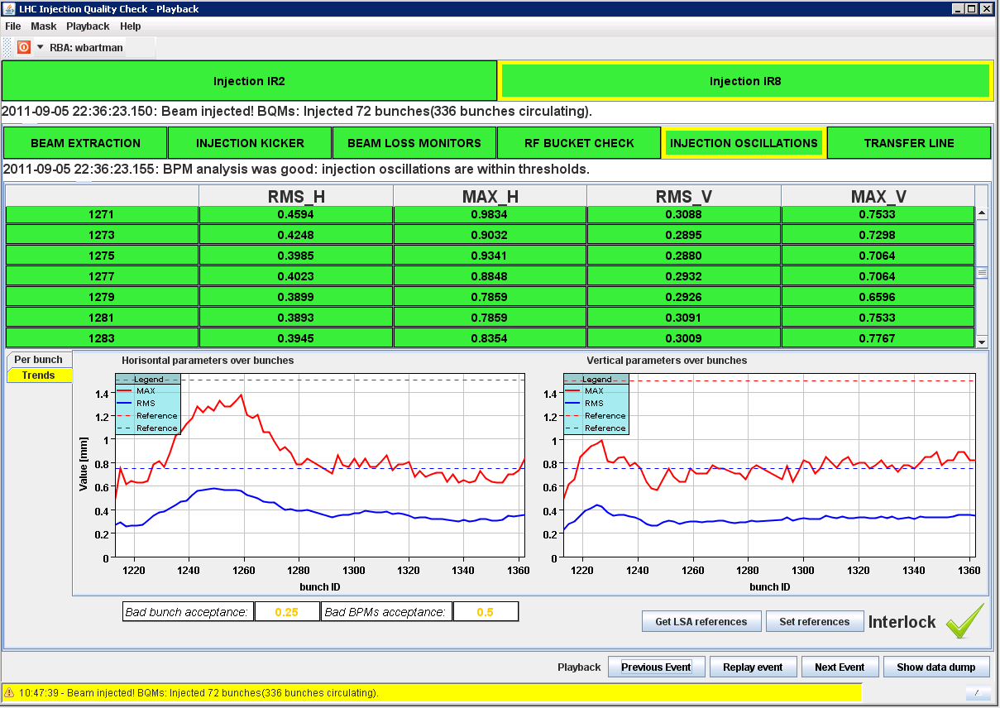 LHC Injection Quality Check - Playback
File Mask Playback Help
RBA: wbartman
Injection IR2 Injection IR8
2011-09-05 22:36:23.150: Beam injected! BQMs: Injected 72 bunches(336 bunches circulating).
BEAM EXTRACTION INJECTION KICKER BEAM LOSS MONITORS RF BUCKET CHECK INJECTION OSCILLATIONS TRANSFER LINE
2011-09-05 22:36:23.155: BPM analysis was good: injection oscillations are within thresholds.
RMS_H MAX_H RMS_V MAX_V
1271 0.4594 0.9834 0.3088 0.7533
1273 0.4248 0.9032 0.2895 0.7298
1275 0.3985 0.9341 0.2880 0.7064
1277 0.4023 0.8848 0.2932 0.7064
1279 0.3899 0.7859 0.2926 0.6596
1281 0.3893 0.7859 0.3091 0.7533
1283 0.3945 0.8354 0.3009 0.7767
Per bunch
Trends
Horisontal parameters over bunches
Legend
MAX
RMS
Reference
Reference
Value [mm]
1.4
1.2
1
0.8
0.6
0.4
0.2
0
1220 1240 1260 1280 1300 1320 1340 1360
bunch ID
Vertical parameters over bunches
Legend
MAX
RMS
Reference
Reference
1.4
1.2
1
0.8
0.6
0.4
0.2
0
1220 1240 1260 1280 1300 1320 1340 1360
bunch ID
Bad bunch acceptance: 0.25 Bad BPMs acceptance: 0.5
Get LSA references Set references Interlock
Playback Previous Event Replay event Next Event Show data dump
10:47:39 - Beam injected! BQMs: Injected 72 bunches(336 bunches circulating).